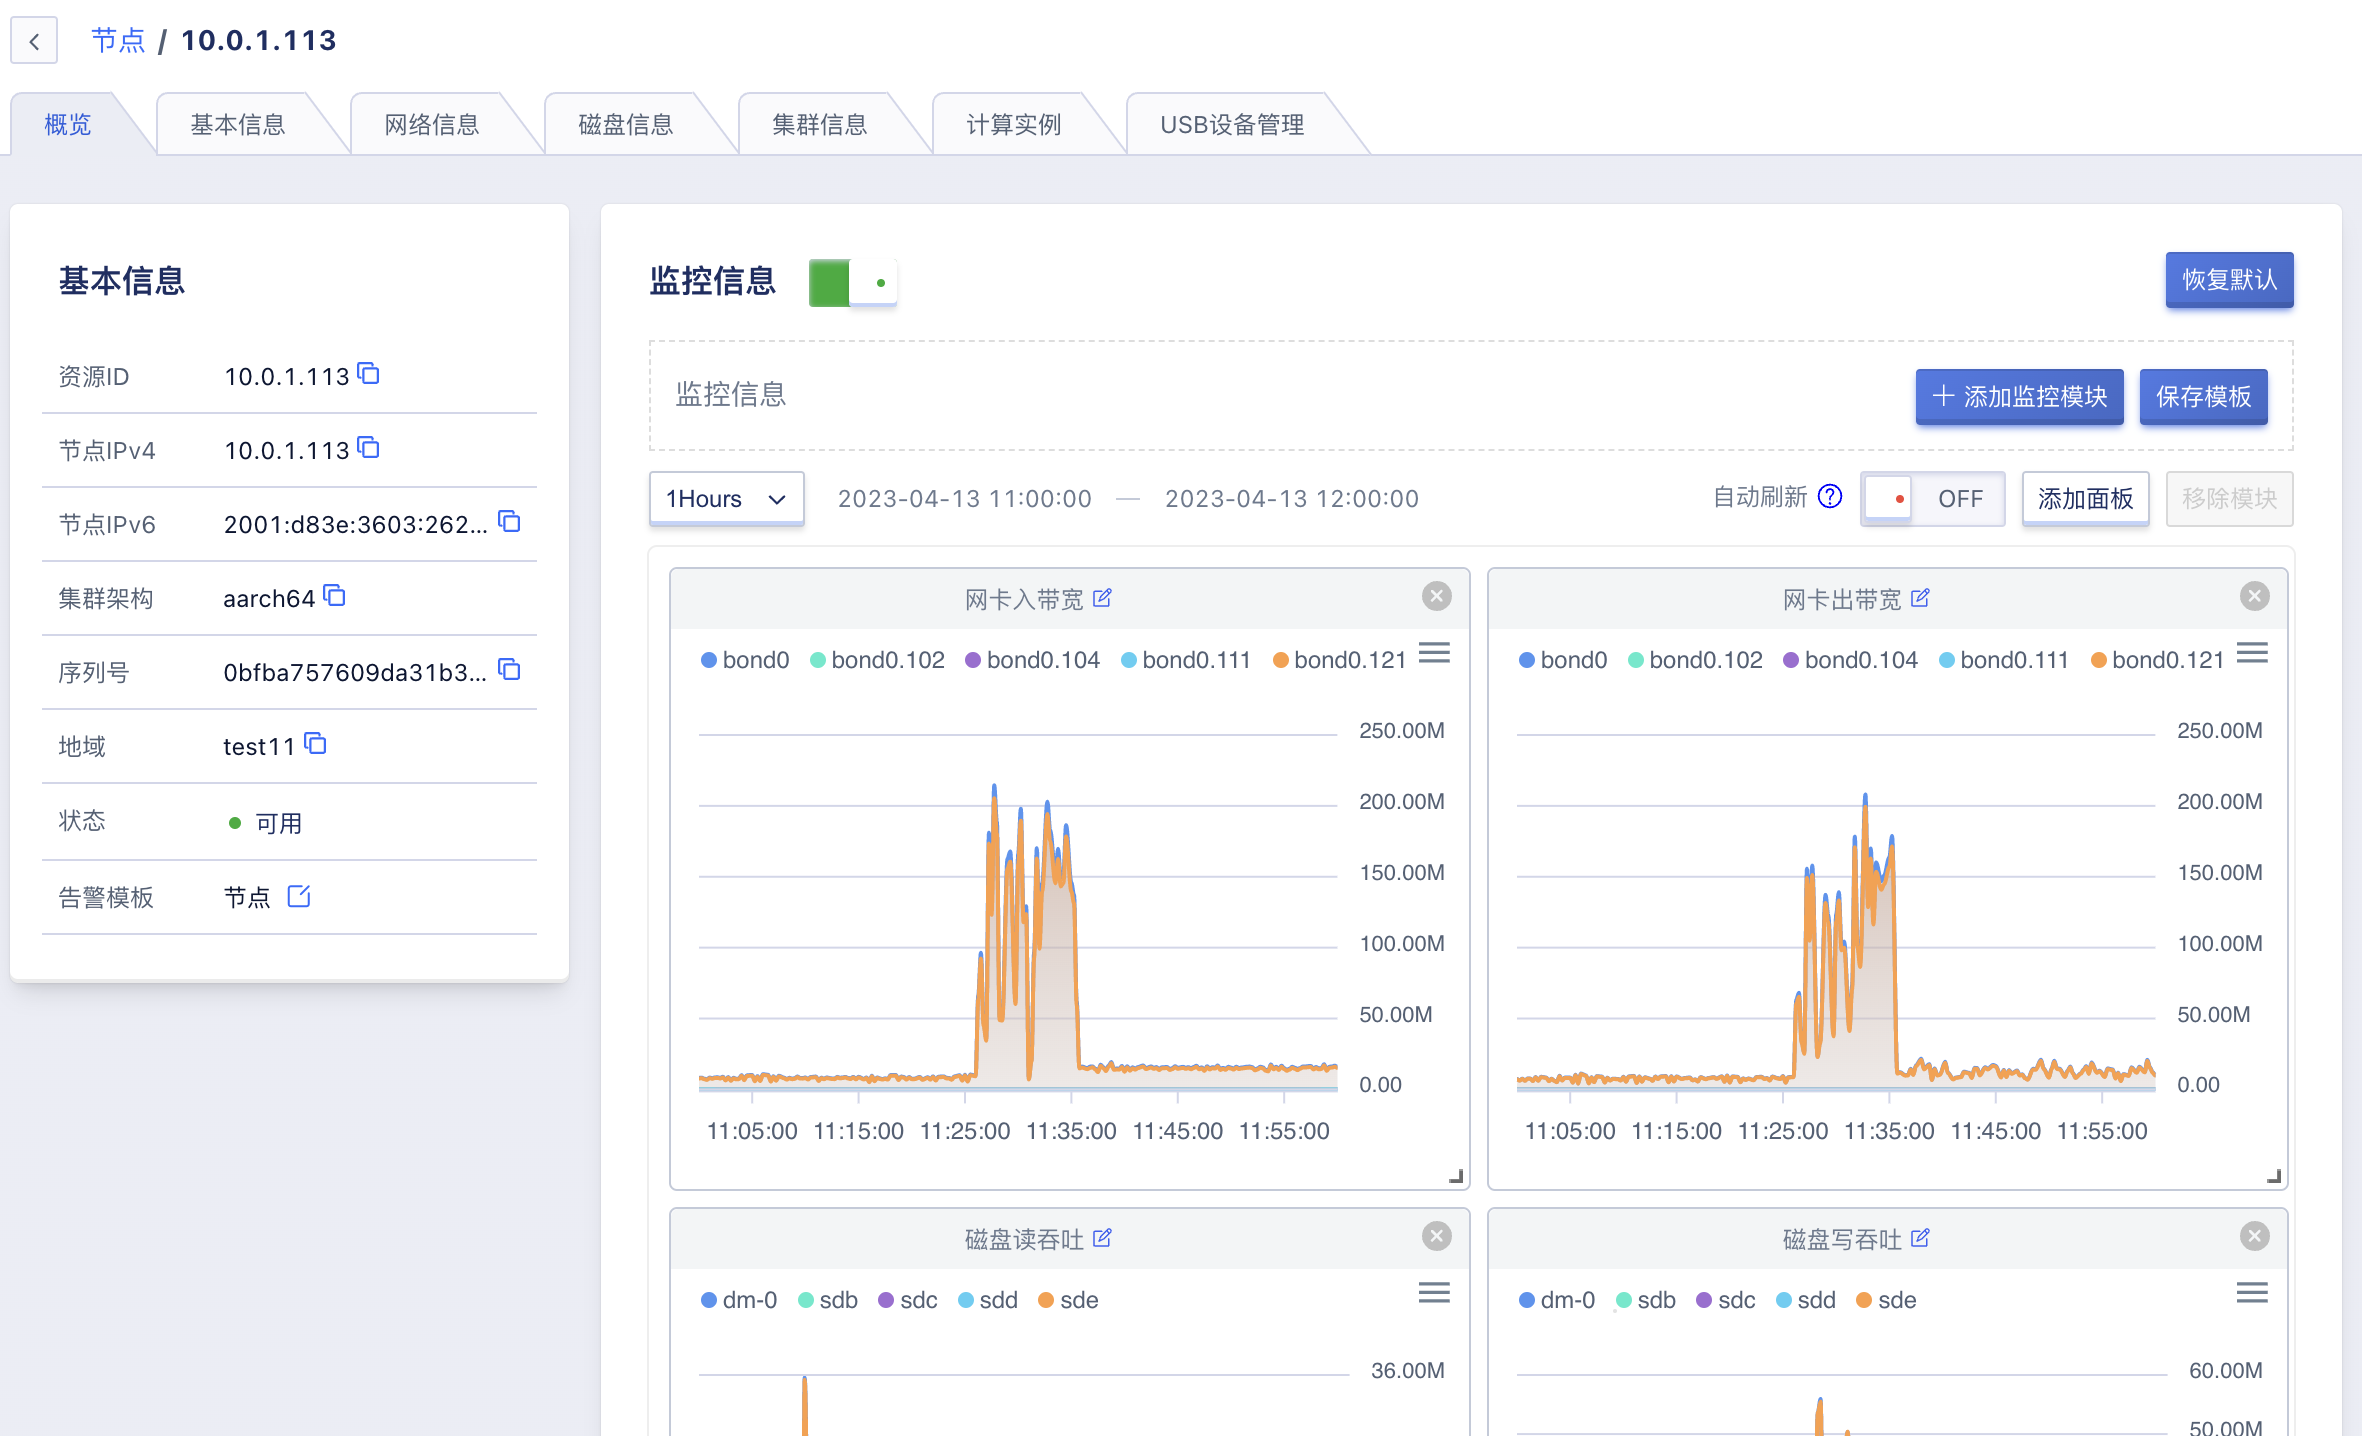 节点 / 10.0.1.113
概览
基本信息
网络信息
磁盘信息
集群信息
计算实例
USB设备管理
基本信息
资源ID 10.0.1.113
节点IPv4 10.0.1.113
节点IPv6 2001:d83e:3603:262...
集群架构 aarch64
序列号 0bfba757609da31b3...
地域 test11
状态 可用
告警模板 节点
监控信息
恢复默认
监控信息
添加监控模块
保存模板
1Hours
2023-04-13 11:00:00 — 2023-04-13 12:00:00
自动刷新
OFF
添加面板
移除模块
网卡入带宽
bond0 bond0.102 bond0.104 bond0.111 bond0.121
250.00M
200.00M
150.00M
100.00M
50.00M
0.00
11:05:00 11:15:00 11:25:00 11:35:00 11:45:00 11:55:00
网卡出带宽
bond0 bond0.102 bond0.104 bond0.111 bond0.121
250.00M
200.00M
150.00M
100.00M
50.00M
0.00
11:05:00 11:15:00 11:25:00 11:35:00 11:45:00 11:55:00
磁盘读吞吐
dm-0 sdb sdc sdd sde
36.00M
磁盘写吞吐
dm-0 sdb sdc sdd sde
60.00M
50.00M